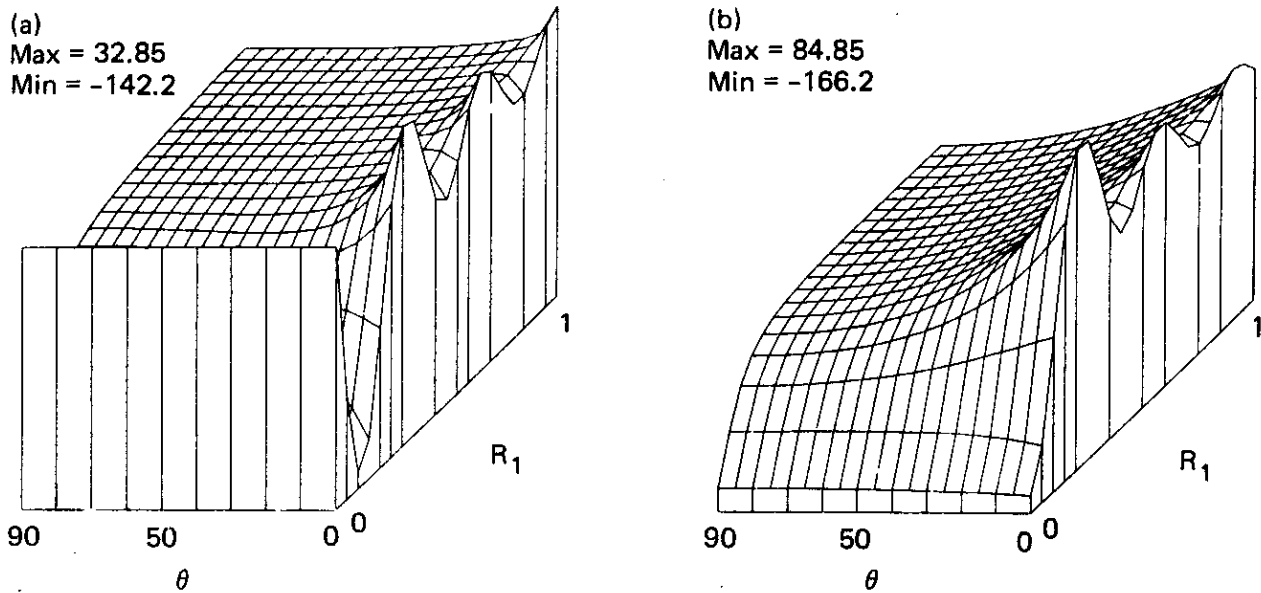 (a)
Max = 32.85
Min = -142.2
1
R1
90 50 0 0
θ
(b)
Max = 84.85
Min = -166.2
1
R1
90 50 0 0
θ